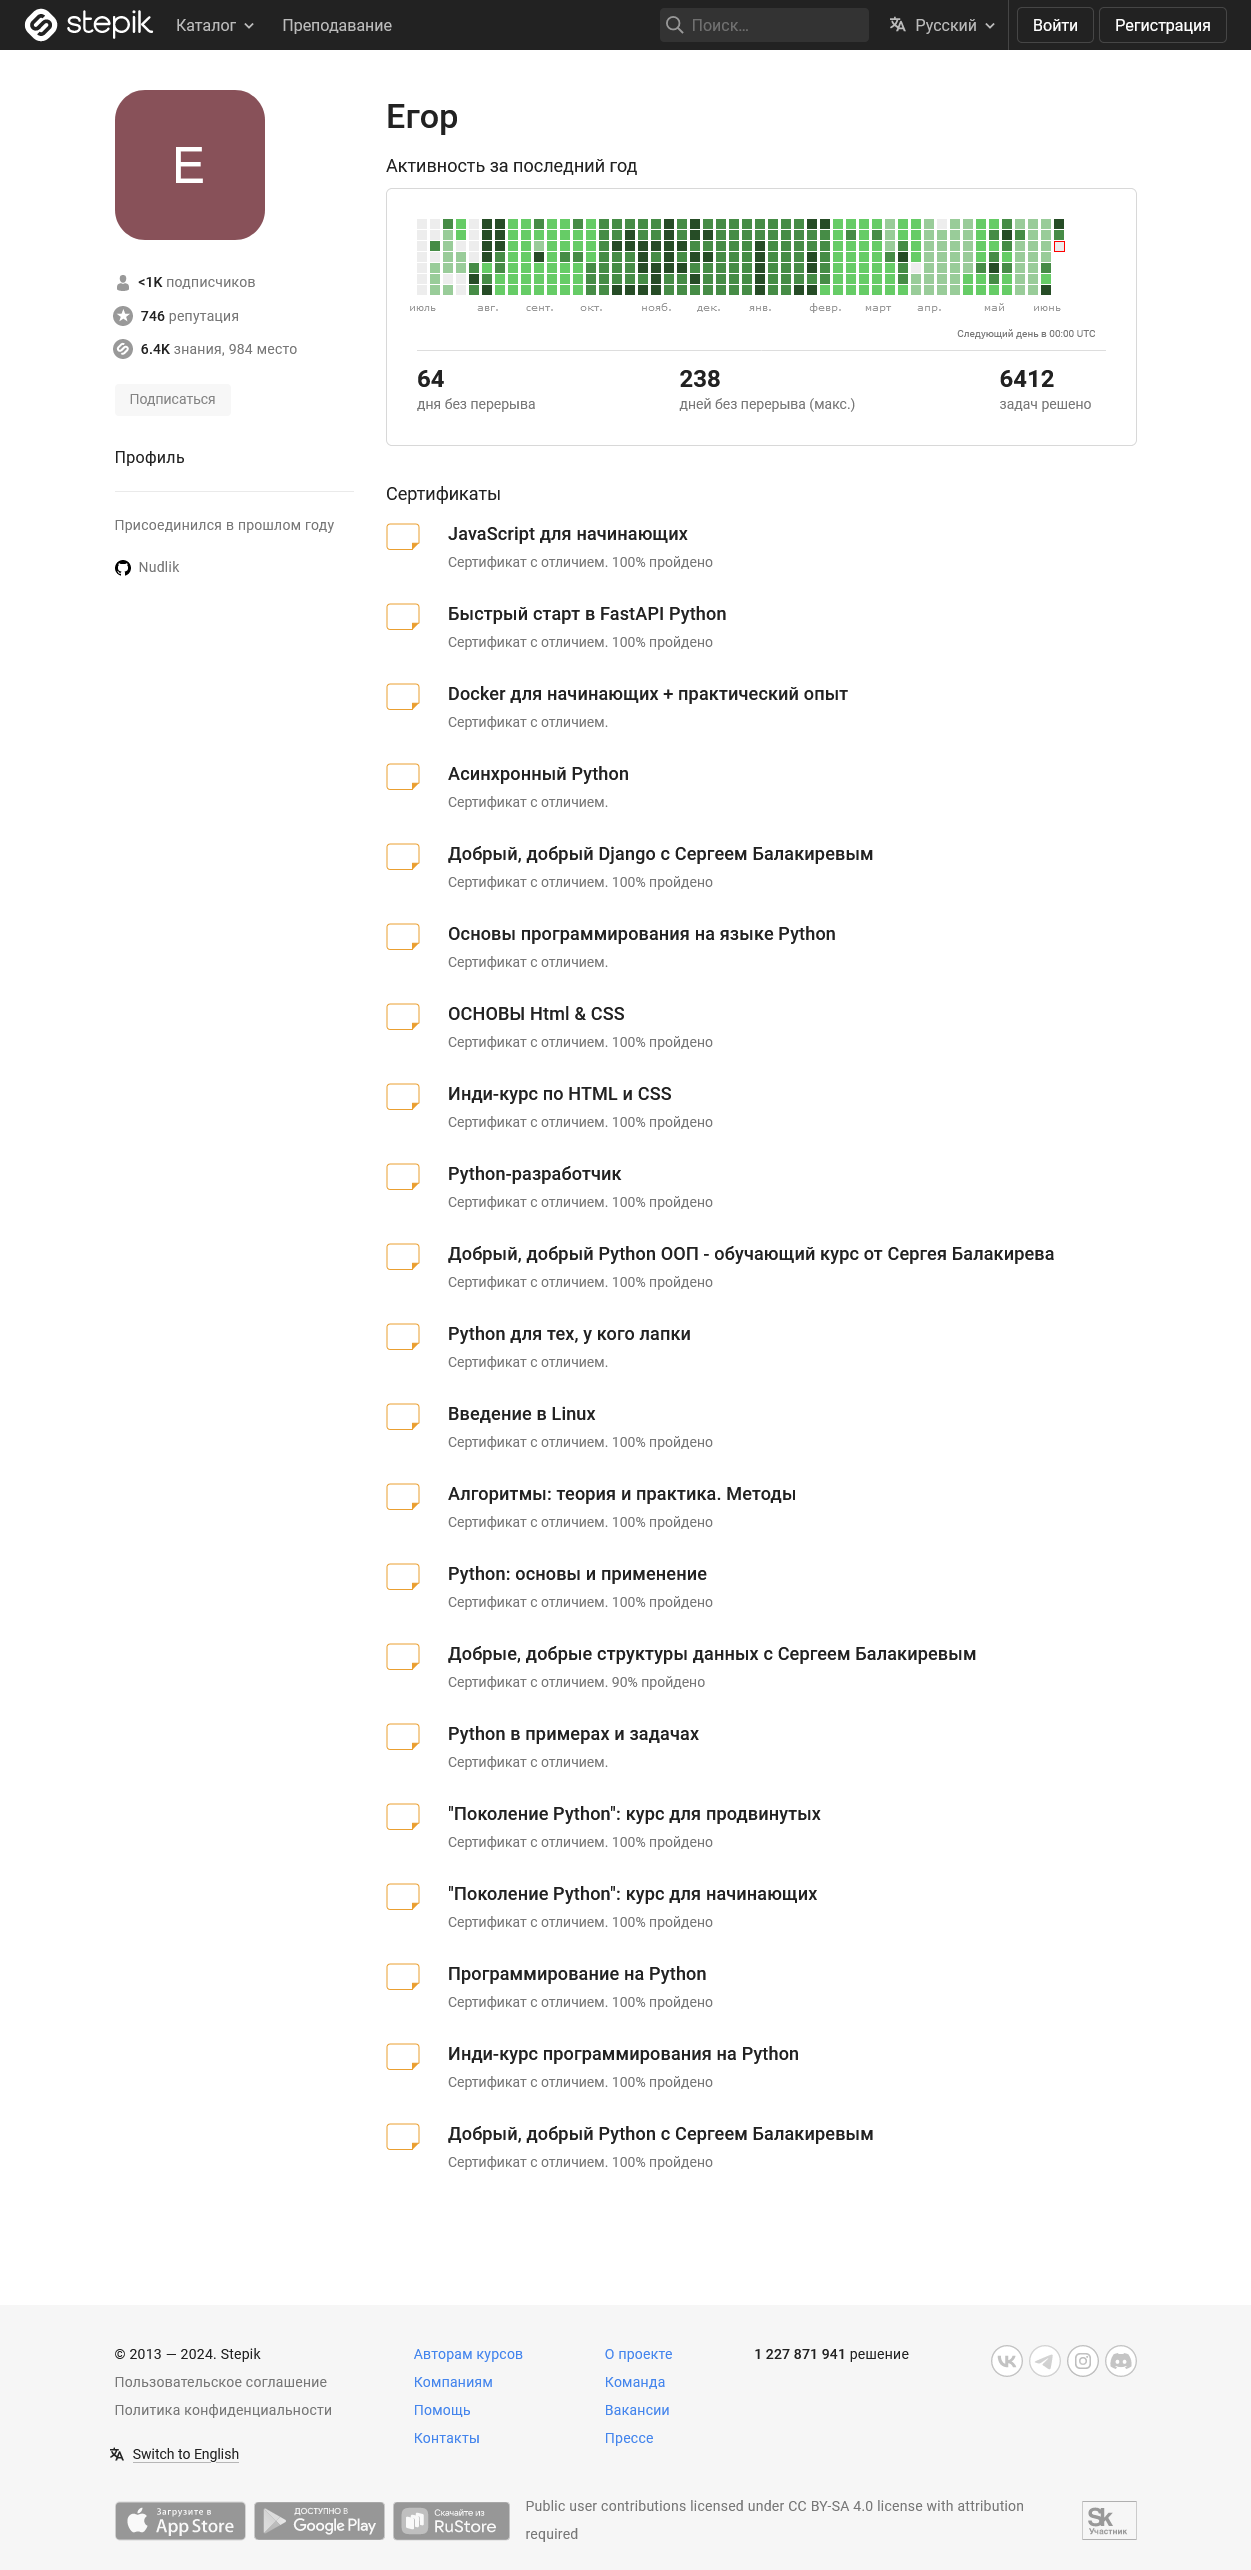 stepik
Каталог
Преподавание
Поиск...
Русский
Войти
Регистрация
E
<1K подписчиков
746 репутация
6.4K знания, 984 место
Подписаться
Профиль
Присоединился в прошлом году
Nudlik
Егор
Активность за последний год
июль авг. сент. окт. нояб. дек. янв. февр. март апр. май июнь
Следующий день в 00:00 UTC
64
дня без перерыва
238
дней без перерыва (макс.)
6412
задач решено
Сертификаты
JavaScript для начинающих
Сертификат с отличием. 100% пройдено
Быстрый старт в FastAPI Python
Сертификат с отличием. 100% пройдено
Docker для начинающих + практический опыт
Сертификат с отличием.
Асинхронный Python
Сертификат с отличием.
Добрый, добрый Django с Сергеем Балакиревым
Сертификат с отличием. 100% пройдено
Основы программирования на языке Python
Сертификат с отличием.
ОСНОВЫ Html & CSS
Сертификат с отличием. 100% пройдено
Инди-курс по HTML и CSS
Сертификат с отличием. 100% пройдено
Python-разработчик
Сертификат с отличием. 100% пройдено
Добрый, добрый Python ООП - обучающий курс от Сергея Балакирева
Сертификат с отличием. 100% пройдено
Python для тех, у кого лапки
Сертификат с отличием.
Введение в Linux
Сертификат с отличием. 100% пройдено
Алгоритмы: теория и практика. Методы
Сертификат с отличием. 100% пройдено
Python: основы и применение
Сертификат с отличием. 100% пройдено
Добрые, добрые структуры данных с Сергеем Балакиревым
Сертификат с отличием. 90% пройдено
Python в примерах и задачах
Сертификат с отличием.
"Поколение Python": курс для продвинутых
Сертификат с отличием. 100% пройдено
"Поколение Python": курс для начинающих
Сертификат с отличием. 100% пройдено
Программирование на Python
Сертификат с отличием. 100% пройдено
Инди-курс программирования на Python
Сертификат с отличием. 100% пройдено
Добрый, добрый Python с Сергеем Балакиревым
Сертификат с отличием. 100% пройдено
© 2013 — 2024. Stepik
Пользовательское соглашение
Политика конфиденциальности
Switch to English
Авторам курсов
Компаниям
Помощь
Контакты
О проекте
Команда
Вакансии
Прессе
1 227 871 941 решение
Загрузите в
App Store
ДОСТУПНО В
Google Play
Скачайте из
RuStore
Public user contributions licensed under CC BY-SA 4.0 license with attribution
required
Sk
Участник